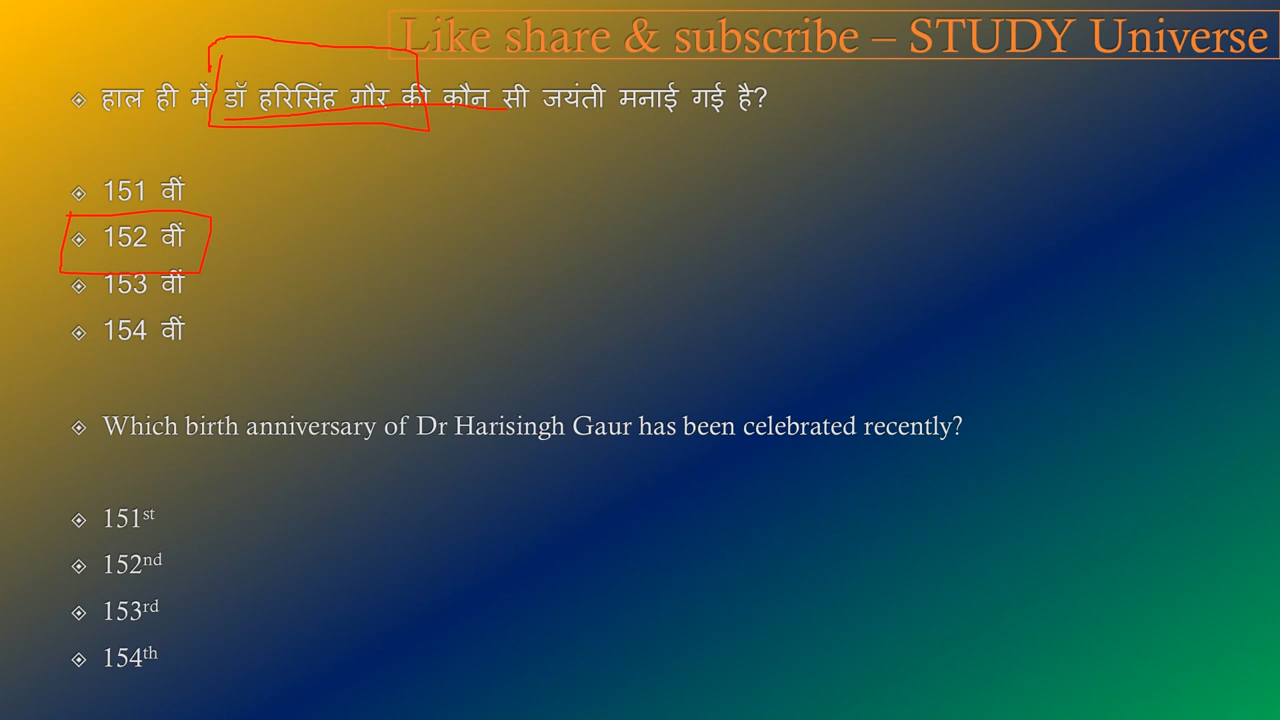 Like share & subscribe – STUDY Universe
हाल ही में डॉ हरिसिंह गौर की कौन सी जयंती मनाई गई है?
151 वीं
152 वीं
153 वीं
154 वीं
Which birth anniversary of Dr Harisingh Gaur has been celebrated recently?
151st
152nd
153rd
154th